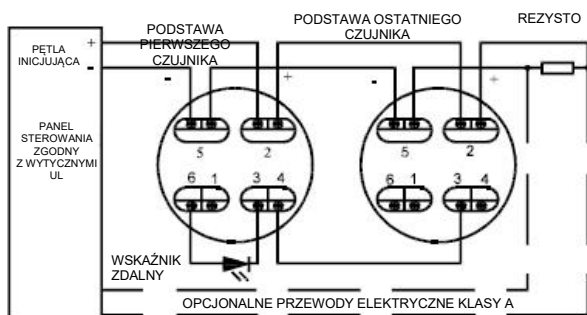 PODSTAWA
PIERWSZEGO
CZUJNIKA
PODSTAWA OSTATNIEGO
CZUJNIKA
REZYSTO
PĘTLA
INICJUJĄCA
+
-
-
+
-
+
PANEL
STEROWANIA
ZGODNY
Z WYTYCZNYMI
UL
5 2
6 1 3 4
5 2
6 1 3 4
WSKAŹNIK
ZDALNY
OPCJONALNE PRZEWODY ELEKTRYCZNE KLASY A